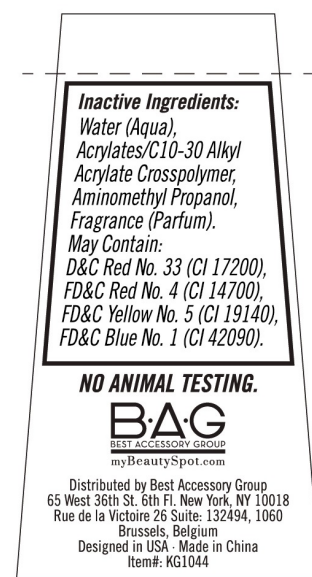 Inactive Ingredients:
Water (Aqua),
Acrylates/C10-30 Alkyl
Acrylate Crosspolymer,
Aminomethyl Propanol,
Fragrance (Parfum).
May Contain:
D&C Red No. 33 (CI 17200),
FD&C Red No. 4 (CI 14700),
FD&C Yellow No. 5 (CI 19140),
FD&C Blue No. 1 (CI 42090).
NO ANIMAL TESTING.
B·A·G
BEST ACCESSORY GROUP
myBeautySpot.com
Distributed by Best Accessory Group
65 West 36th St. 6th Fl. New York, NY 10018
Rue de la Victoire 26 Suite: 132494, 1060
Brussels, Belgium
Designed in USA · Made in China
Item#: KG1044